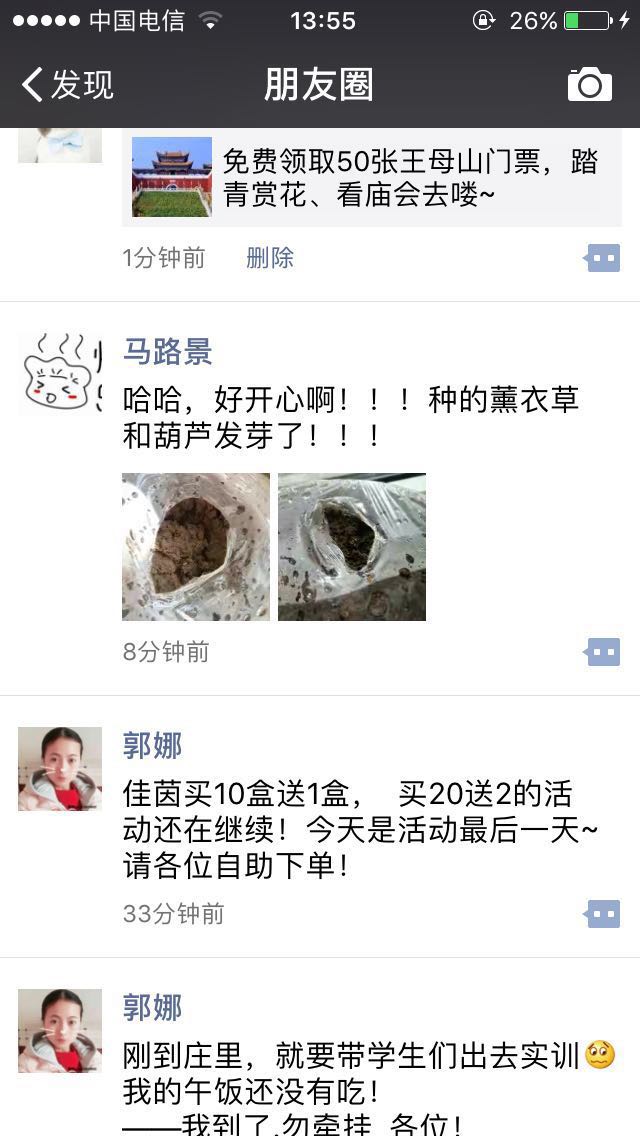 中国电信 13:55 26%
发现 朋友圈
免费领取50张王母山门票，踏
青赏花、看庙会去喽~
1分钟前 删除
马路景
哈哈，好开心啊！！！种的薰衣草
和葫芦发芽了！！！
8分钟前
郭娜
佳茵买10盒送1盒， 买20送2的活
动还在继续！今天是活动最后一天~
请各位自助下单！
33分钟前
郭娜
刚到庄里，就要带学生们出去实训
我的午饭还没有吃！
——我到了,勿牵挂 各位！